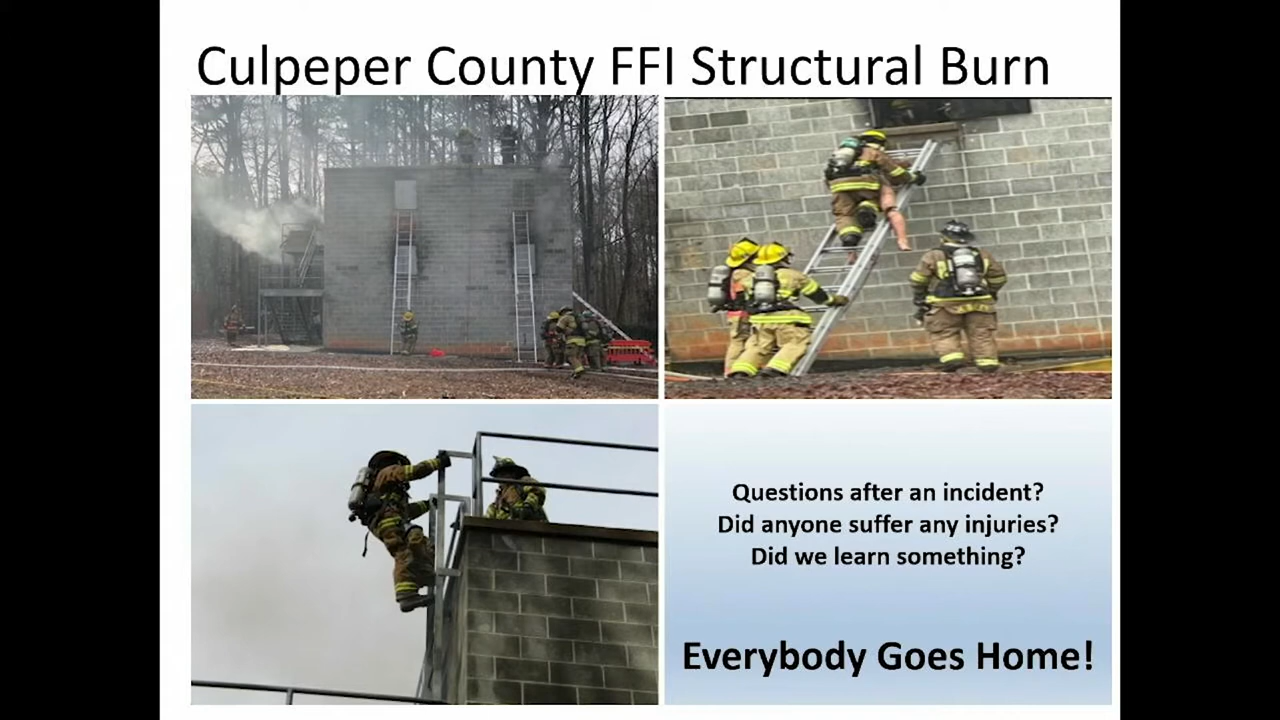 Culpeper County FFI Structural Burn
Questions after an incident?
Did anyone suffer any injuries?
Did we learn something?
Everybody Goes Home!